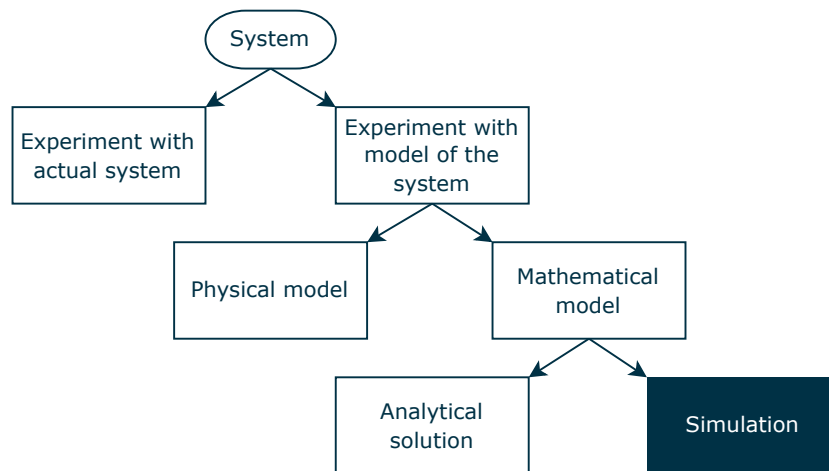 System
Experiment with
actual system
Experiment with
model of the
system
Physical model
Mathematical
model
Analytical
solution
Simulation